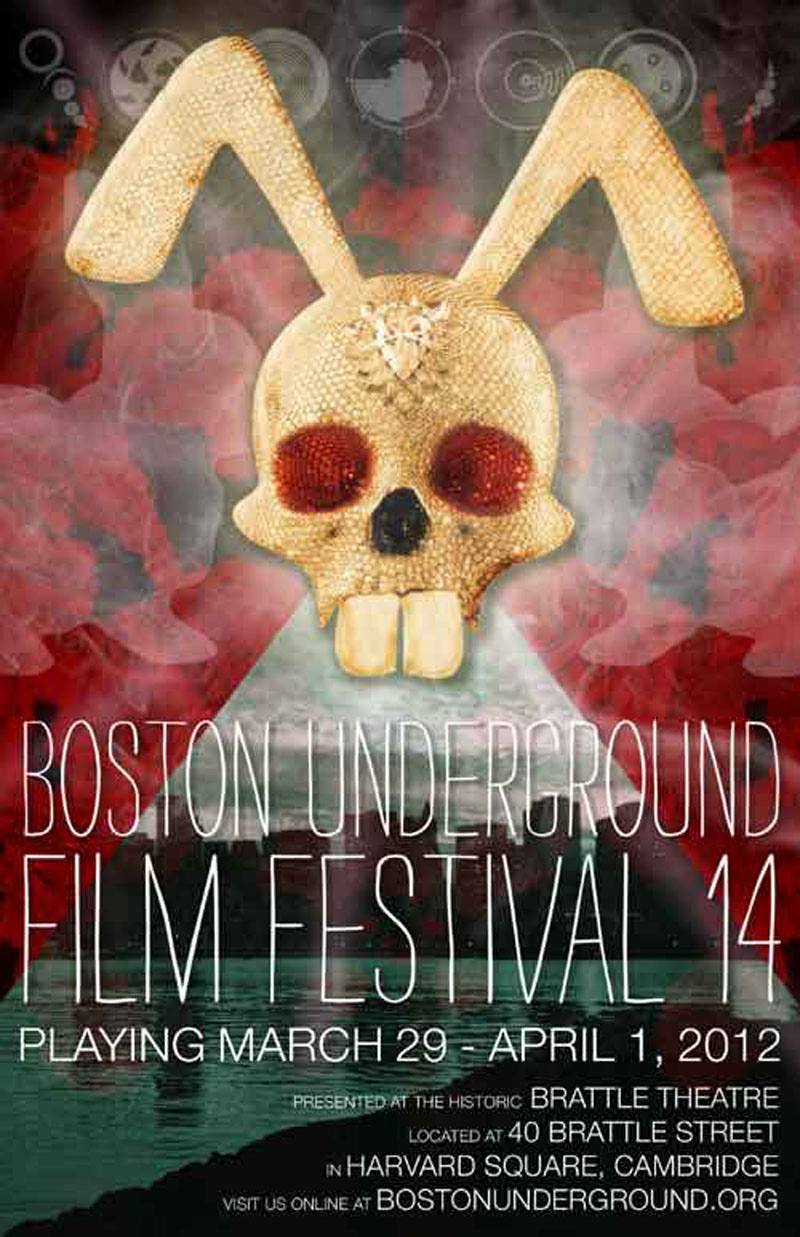 BOSTON UNDERGROUND
FILM FESTIVAL 14
PLAYING MARCH 29 - APRIL 1, 2012
PRESENTED AT THE HISTORIC BRATTLE THEATRE
LOCATED AT 40 BRATTLE STREET
IN HARVARD SQUARE, CAMBRIDGE
VISIT US ONLINE AT BOSTONUNDERGROUND.ORG